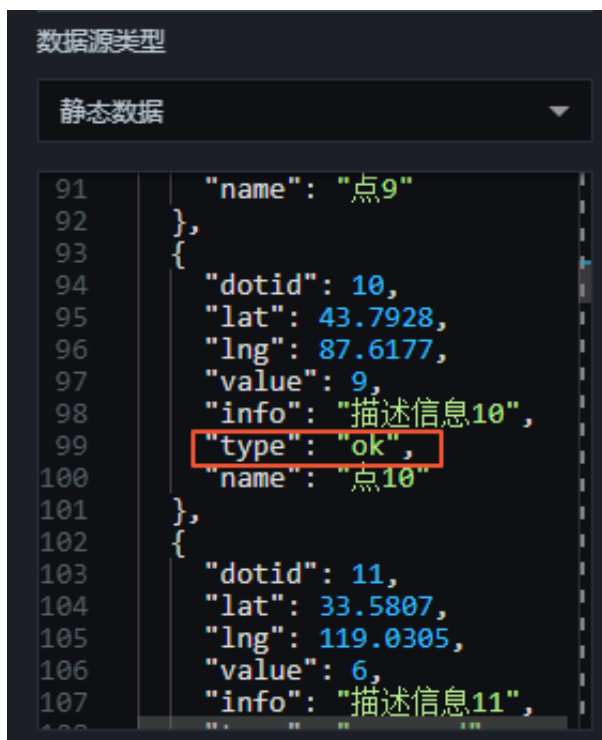 数据源类型
静态数据
91 "name": "点9"
92 },
93 {
94 "dotid": 10,
95 "lat": 43.7928,
96 "lng": 87.6177,
97 "value": 9,
98 "info": "描述信息10",
99 "type": "ok",
100 "name": "点10"
101 },
102 {
103 "dotid": 11,
104 "lat": 33.5807,
105 "lng": 119.0305,
106 "value": 6,
107 "info": "描述信息11",